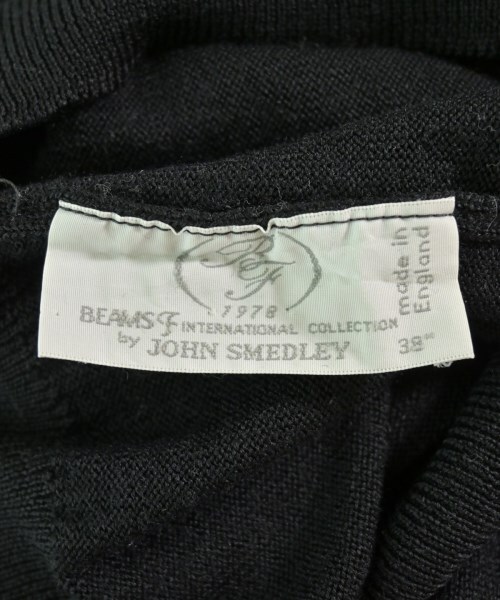 BF
1978
BEAMS F INTERNATIONAL COLLECTION
by JOHN SMEDLEY
38"
made in
England